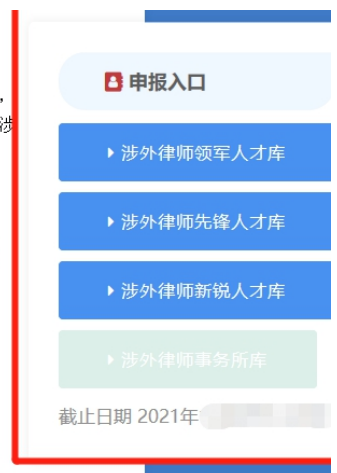 申报入口
,
涉外律师领军人才库
涉
涉外律师先锋人才库
涉外律师新锐人才库
涉外律师事务所库
截止日期 2021年